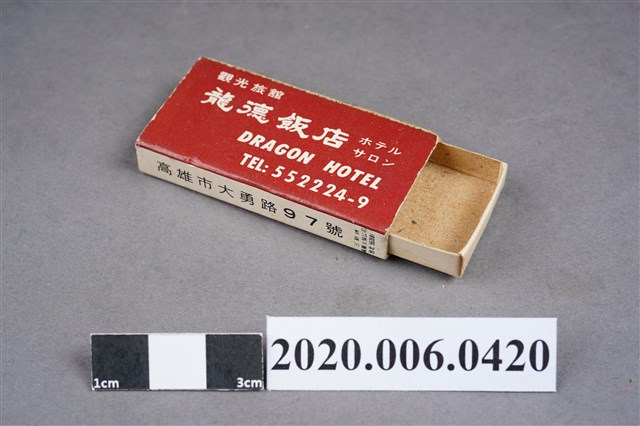 觀光旅館
龍德飯店
ホテル
サロン
DRAGON HOTEL
TEL: 552224-9
高雄市大勇路97號
1cm
3cm
2020.006.0420